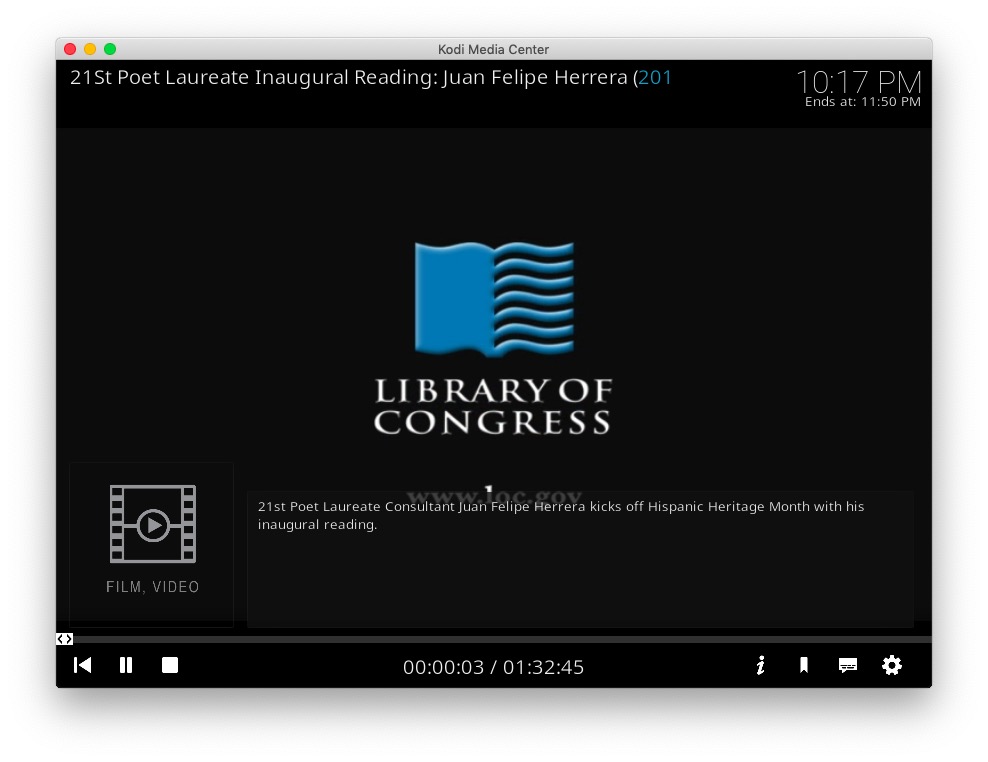 Kodi Media Center
21St Poet Laureate Inaugural Reading: Juan Felipe Herrera (201
10:17 PM
Ends at: 11:50 PM
LIBRARY OF
CONGRESS
www.loc.gov
21st Poet Laureate Consultant Juan Felipe Herrera kicks off Hispanic Heritage Month with his
inaugural reading.
FILM, VIDEO
00:00:03 / 01:32:45